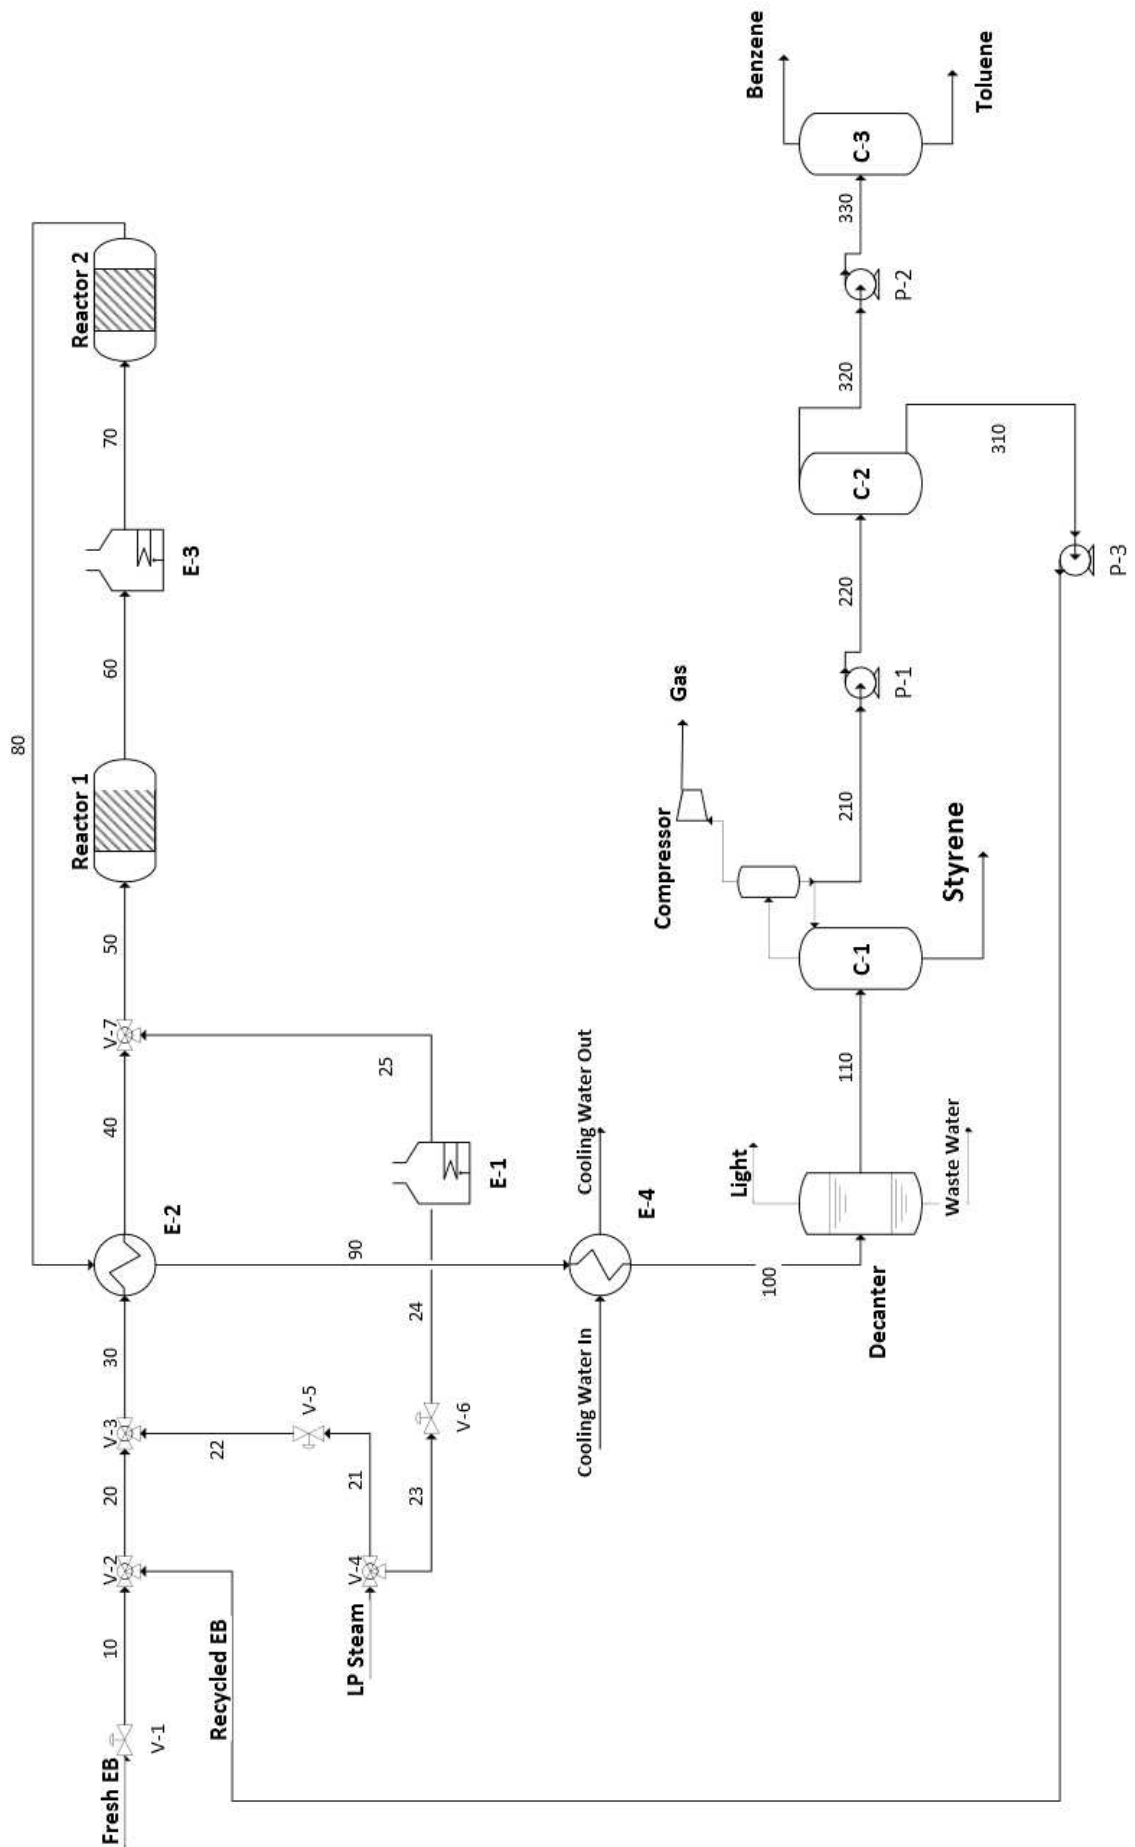 Fresh EB
V-1
10
V-2
20
V-3
30
E-2
40
V-7
50
Reactor 1
60
E-3
70
Reactor 2
80
Recycled EB
LP Steam
V-4
21
V-5
22
23
V-6
24
E-1
25
90
Cooling Water In
Cooling Water Out
E-4
100
Decanter
Light
Waste Water
110
C-1
Styrene
Compressor
Gas
210
P-1
220
C-2
310
P-3
320
P-2
330
C-3
Benzene
Toluene